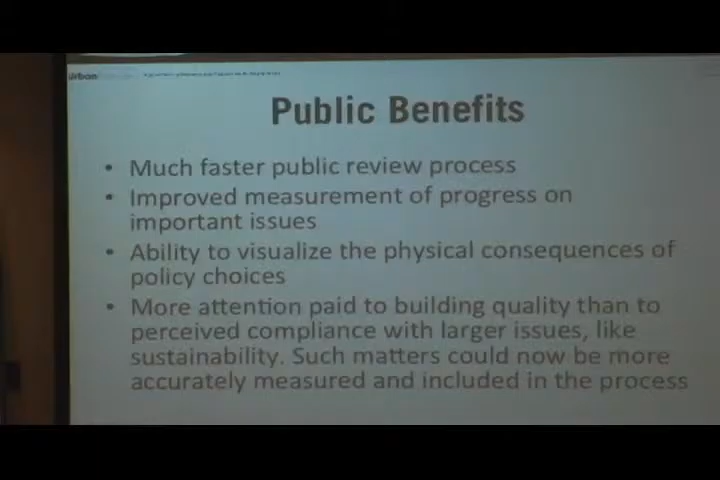 urban
Public Benefits
• Much faster public review process
• Improved measurement of progress on
important issues
• Ability to visualize the physical consequences of
policy choices
• More attention paid to building quality than to
perceived compliance with larger issues, like
sustainability. Such matters could now be more
accurately measured and included in the process